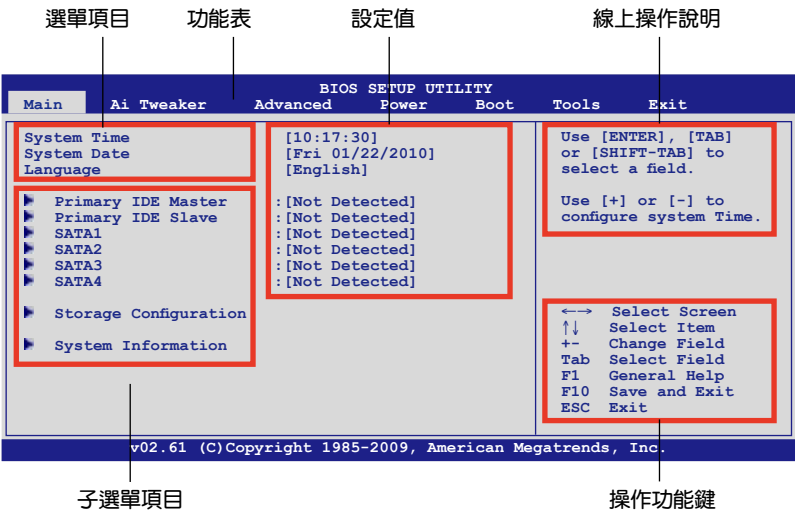 選單項目 功能表 設定值 線上操作說明
BIOS SETUP UTILITY
Main Ai Tweaker Advanced Power Boot Tools Exit
System Time [10:17:30]
System Date [Fri 01/22/2010]
Language [English]
Primary IDE Master :[Not Detected]
Primary IDE Slave :[Not Detected]
SATA1 :[Not Detected]
SATA2 :[Not Detected]
SATA3 :[Not Detected]
SATA4 :[Not Detected]
Storage Configuration
System Information
Use [ENTER], [TAB]
or [SHIFT-TAB] to
select a field.
Use [+] or [-] to
configure system Time.
←→ Select Screen
↑↓ Select Item
+- Change Field
Tab Select Field
F1 General Help
F10 Save and Exit
ESC Exit
v02.61 (C)Copyright 1985-2009, American Megatrends, Inc.
子選單項目 操作功能鍵